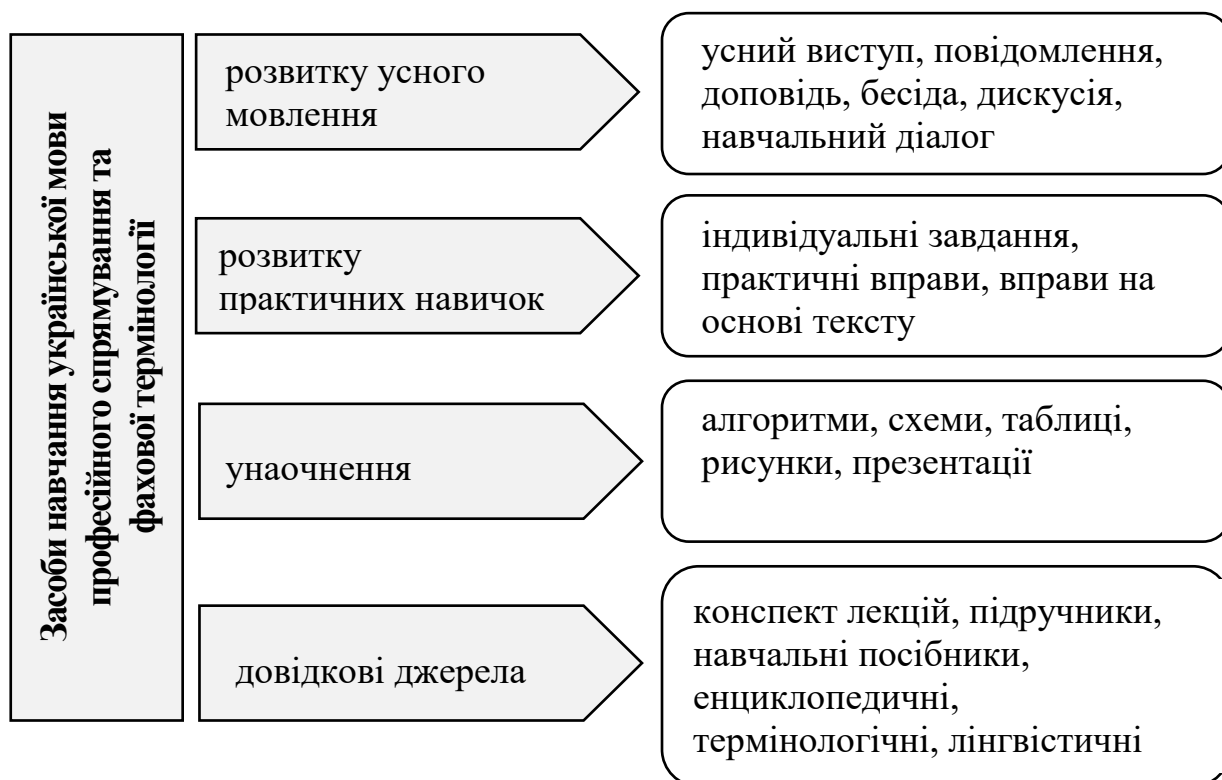 Засоби навчання української мови
професійного спрямування та
фахової термінології
розвитку усного
мовлення
усний виступ, повідомлення,
доповідь, бесіда, дискусія,
навчальний діалог
розвитку
практичних навичок
індивідуальні завдання,
практичні вправи, вправи на
основі тексту
унаочнення
алгоритми, схеми, таблиці,
рисунки, презентації
довідкові джерела
конспект лекцій, підручники,
навчальні посібники,
енциклопедичні,
термінологічні, лінгвістичні